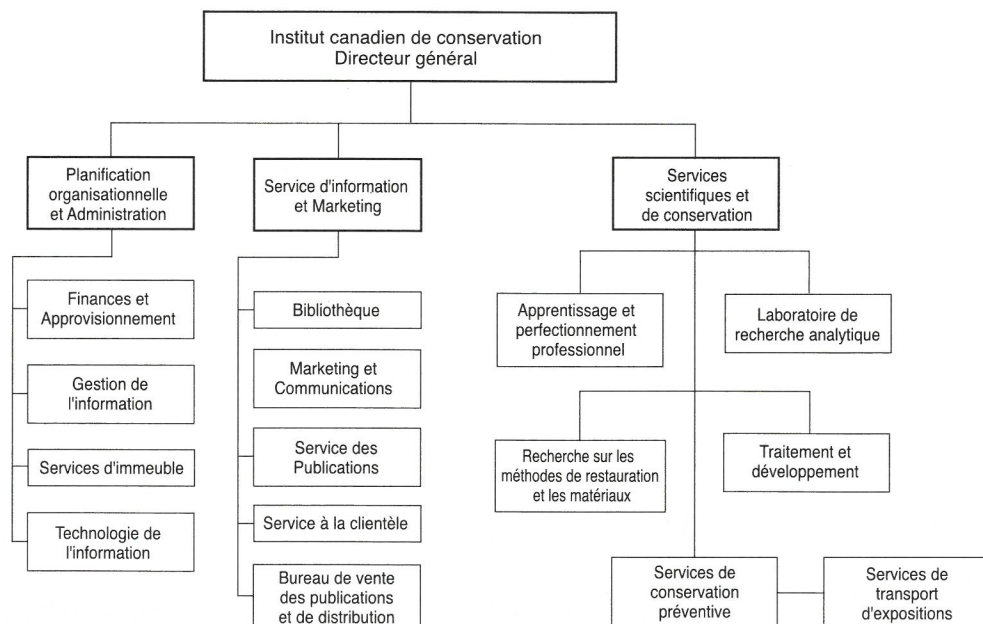 Institut canadien de conservation
Directeur général
Planification
organisationnelle
et Administration
Service d'information
et Marketing
Services
scientifiques et
de conservation
Finances et
Approvisionnement
Gestion de
l'information
Services d'immeuble
Technologie de
l'information
Bibliothèque
Marketing et
Communications
Service des
Publications
Service à la clientèle
Bureau de vente
des publications
et de distribution
Apprentissage et
perfectionnement
professionnel
Laboratoire de
recherche analytique
Recherche sur les
méthodes de restauration
et les matériaux
Traitement et
développement
Services de
conservation
préventive
Services de
transport
d'expositions